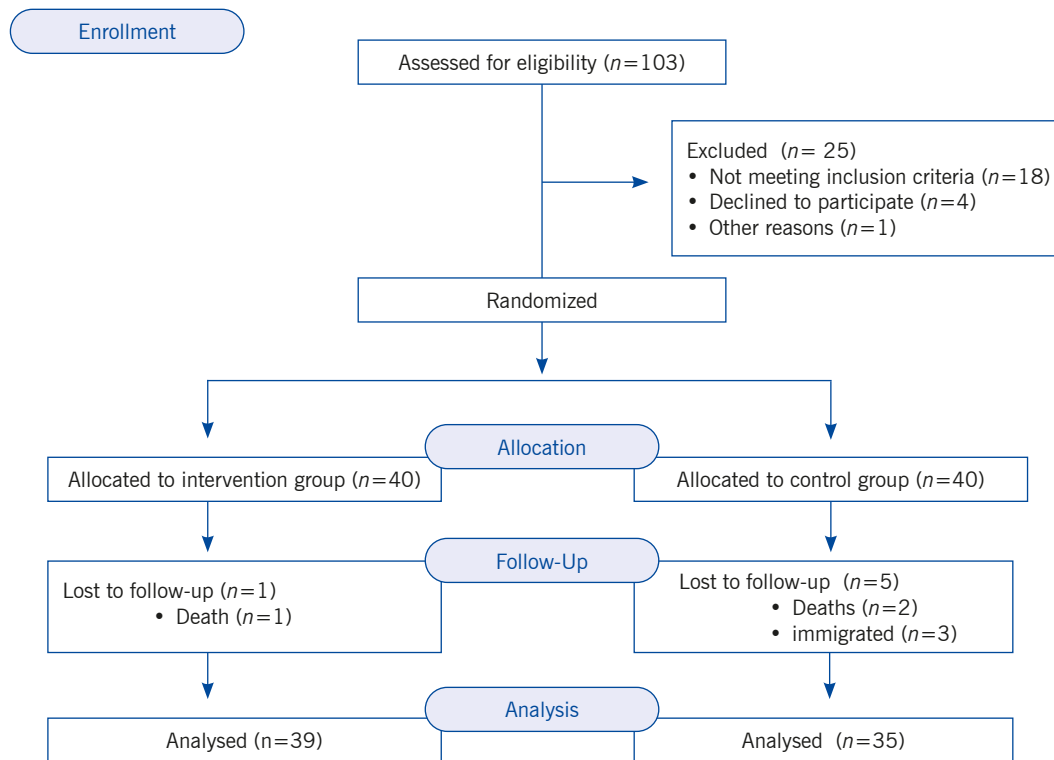 Enrollment
Assessed for eligibility (n=103)
Excluded (n= 25)
• Not meeting inclusion criteria (n=18)
• Declined to participate (n=4)
• Other reasons (n=1)
Randomized
Allocation
Allocated to intervention group (n=40)
Allocated to control group (n=40)
Follow-Up
Lost to follow-up (n=1)
• Death (n=1)
Lost to follow-up (n=5)
• Deaths (n=2)
• immigrated (n=3)
Analysis
Analysed (n=39)
Analysed (n=35)